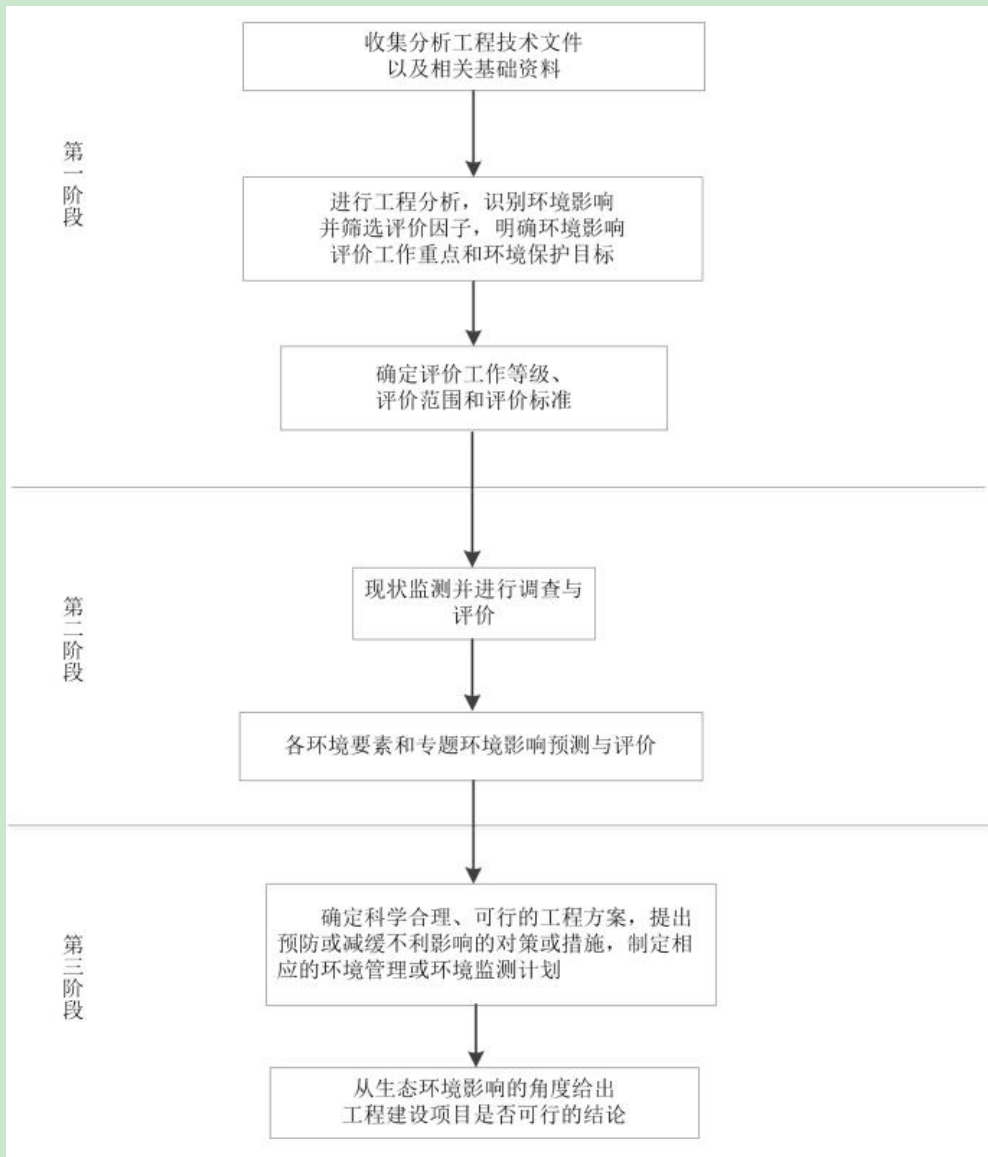 收集分析工程技术文件
以及相关基础资料
第一阶段
进行工程分析，识别环境影响
并筛选评价因子，明确环境影响
评价工作重点和环境保护目标
确定评价工作等级、
评价范围和评价标准
第二阶段
现状监测并进行调查与
评价
各环境要素和专题环境影响预测与评价
第三阶段
确定科学合理、可行的工程方案，提出
预防或减缓不利影响的对策或措施，制定相
应的环境管理或环境监测计划
从生态环境影响的角度给出
工程建设项目是否可行的结论